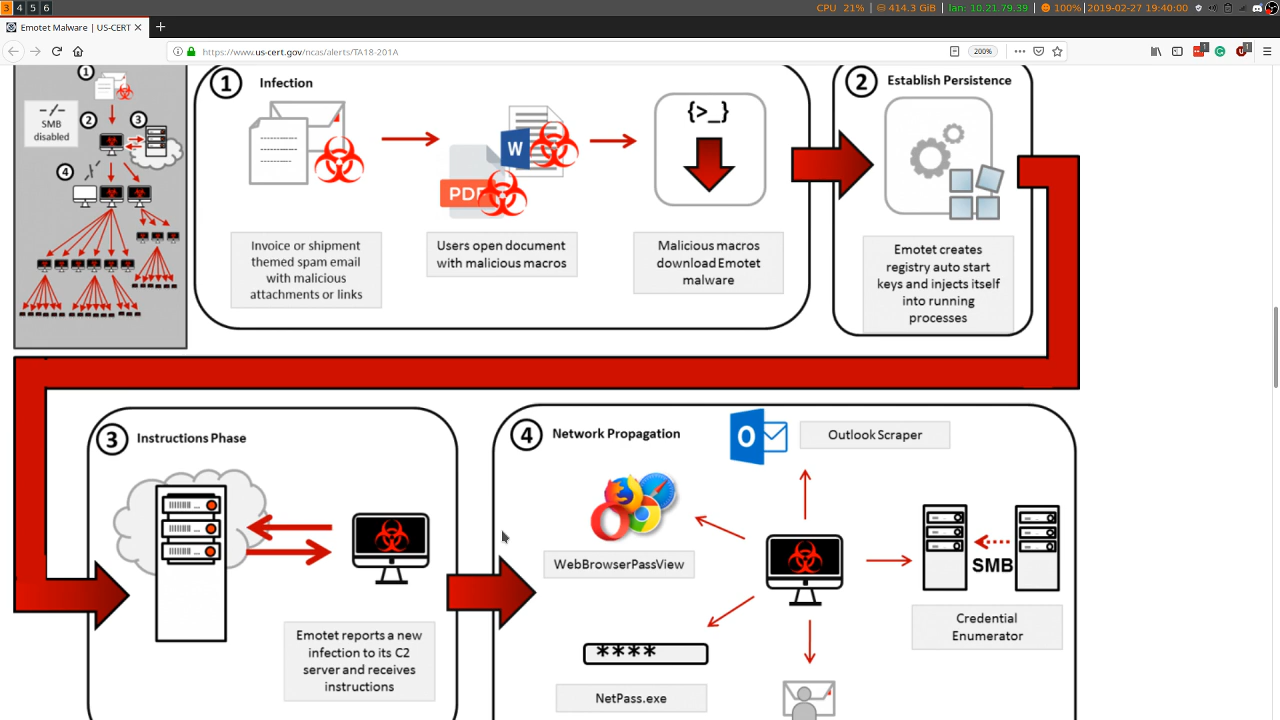 3 4 5 6
CPU 21% | 414.3 GiB | lan: 10.21.79.39 | 100% | 2019-02-27 19:40:00
Emotet Malware | US-CERT
https://www.us-cert.gov/ncas/alerts/TA18-201A
200%
1
- / -
SMB
disabled
2
3
4
1 Infection
{>_}
W
PDF
Invoice or shipment
themed spam email
with malicious
attachments or links
Users open document
with malicious macros
Malicious macros
download Emotet
malware
2 Establish Persistence
Emotet creates
registry auto start
keys and injects itself
into running
processes
3 Instructions Phase
Emotet reports a new
infection to its C2
server and receives
instructions
4 Network Propagation
O
Outlook Scraper
WebBrowserPassView
SMB
Credential
Enumerator
****
NetPass.exe